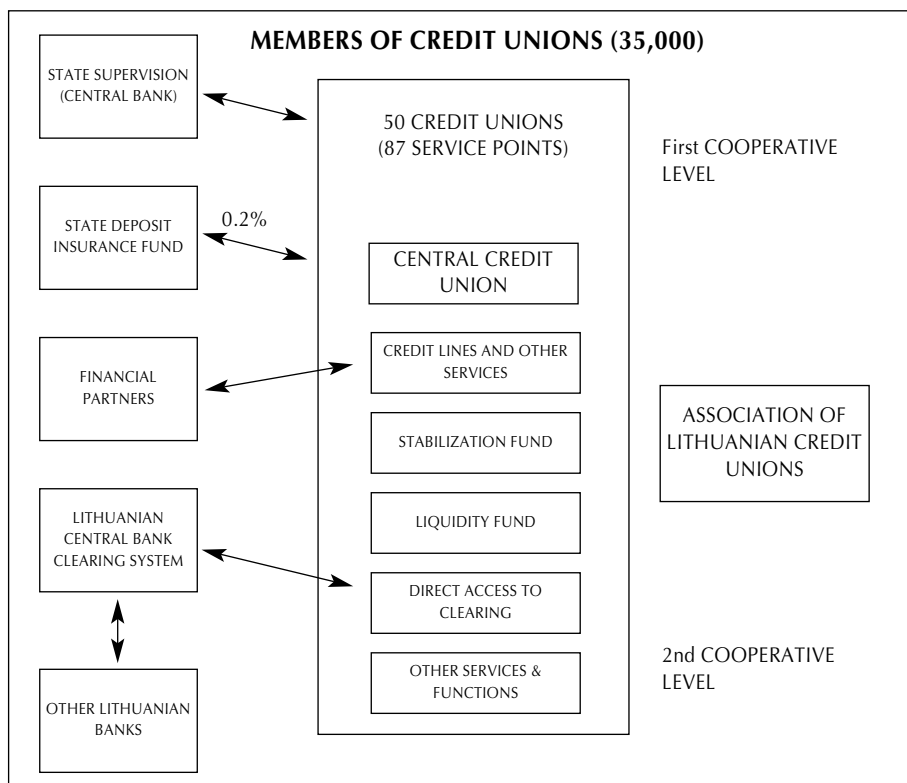 MEMBERS OF CREDIT UNIONS (35,000)
STATE SUPERVISION
(CENTRAL BANK)
50 CREDIT UNIONS
(87 SERVICE POINTS)
First COOPERATIVE
LEVEL
STATE DEPOSIT
INSURANCE FUND
0.2%
CENTRAL CREDIT
UNION
FINANCIAL
PARTNERS
CREDIT LINES AND OTHER
SERVICES
STABILIZATION FUND
ASSOCIATION OF
LITHUANIAN CREDIT
UNIONS
LITHUANIAN
CENTRAL BANK
CLEARING SYSTEM
LIQUIDITY FUND
DIRECT ACCESS TO
CLEARING
OTHER SERVICES &
FUNCTIONS
2nd COOPERATIVE
LEVEL
OTHER LITHUANIAN
BANKS